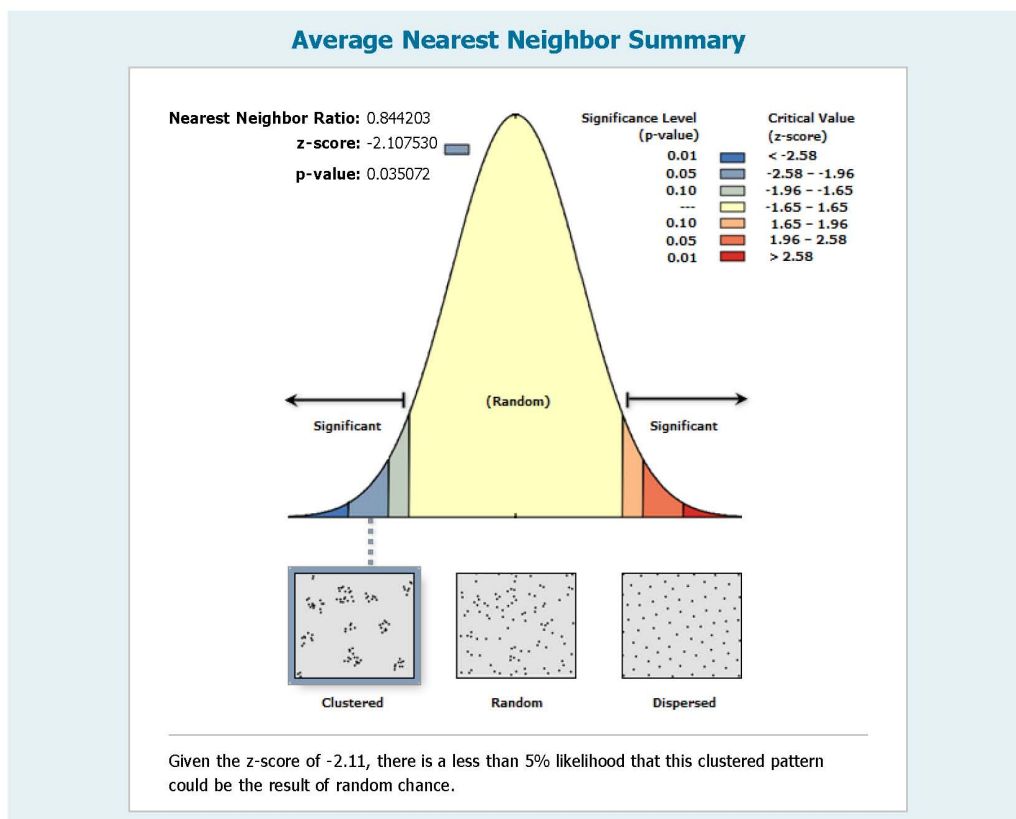 Average Nearest Neighbor Summary
Nearest Neighbor Ratio: 0.844203
z-score: -2.107530
p-value: 0.035072
Significance Level
(p-value)
Critical Value
(z-score)
0.01 < -2.58
0.05 -2.58 – -1.96
0.10 -1.96 – -1.65
--- -1.65 – 1.65
0.10 1.65 – 1.96
0.05 1.96 – 2.58
0.01 > 2.58
(Random)
Significant
Significant
Clustered
Random
Dispersed
Given the z-score of -2.11, there is a less than 5% likelihood that this clustered pattern
could be the result of random chance.